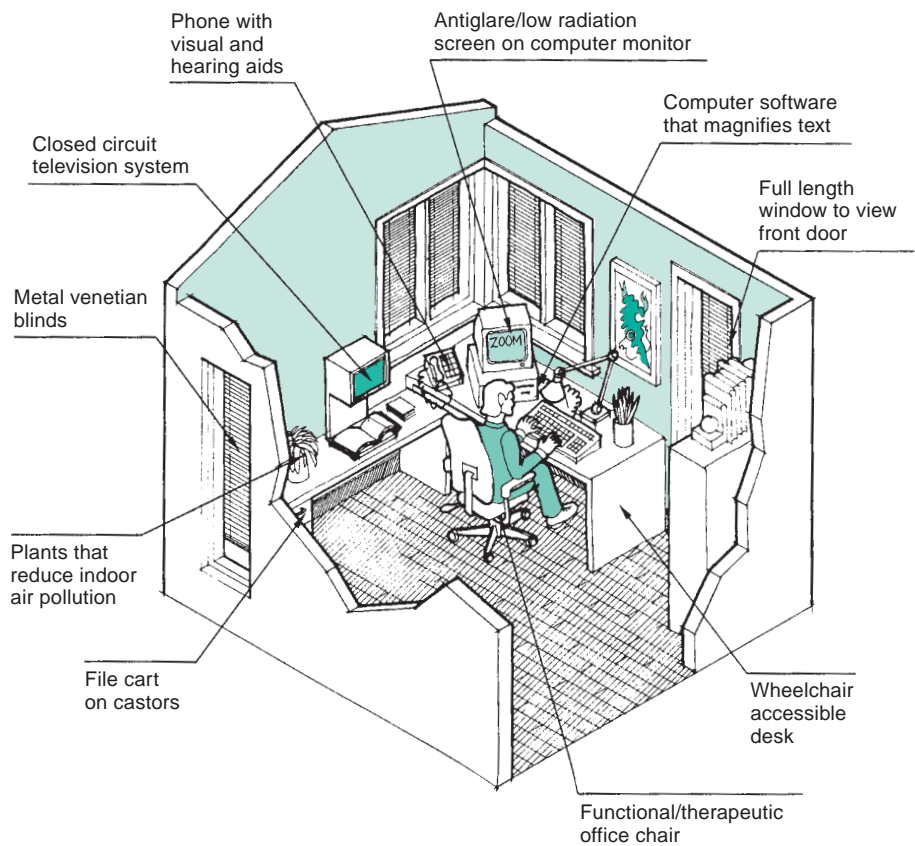 Phone with
visual and
hearing aids
Antiglare/low radiation
screen on computer monitor
Computer software
that magnifies text
Closed circuit
television system
Full length
window to view
front door
Metal venetian
blinds
ZOOM
Plants that
reduce indoor
air pollution
File cart
on castors
Wheelchair
accessible
desk
Functional/therapeutic
office chair